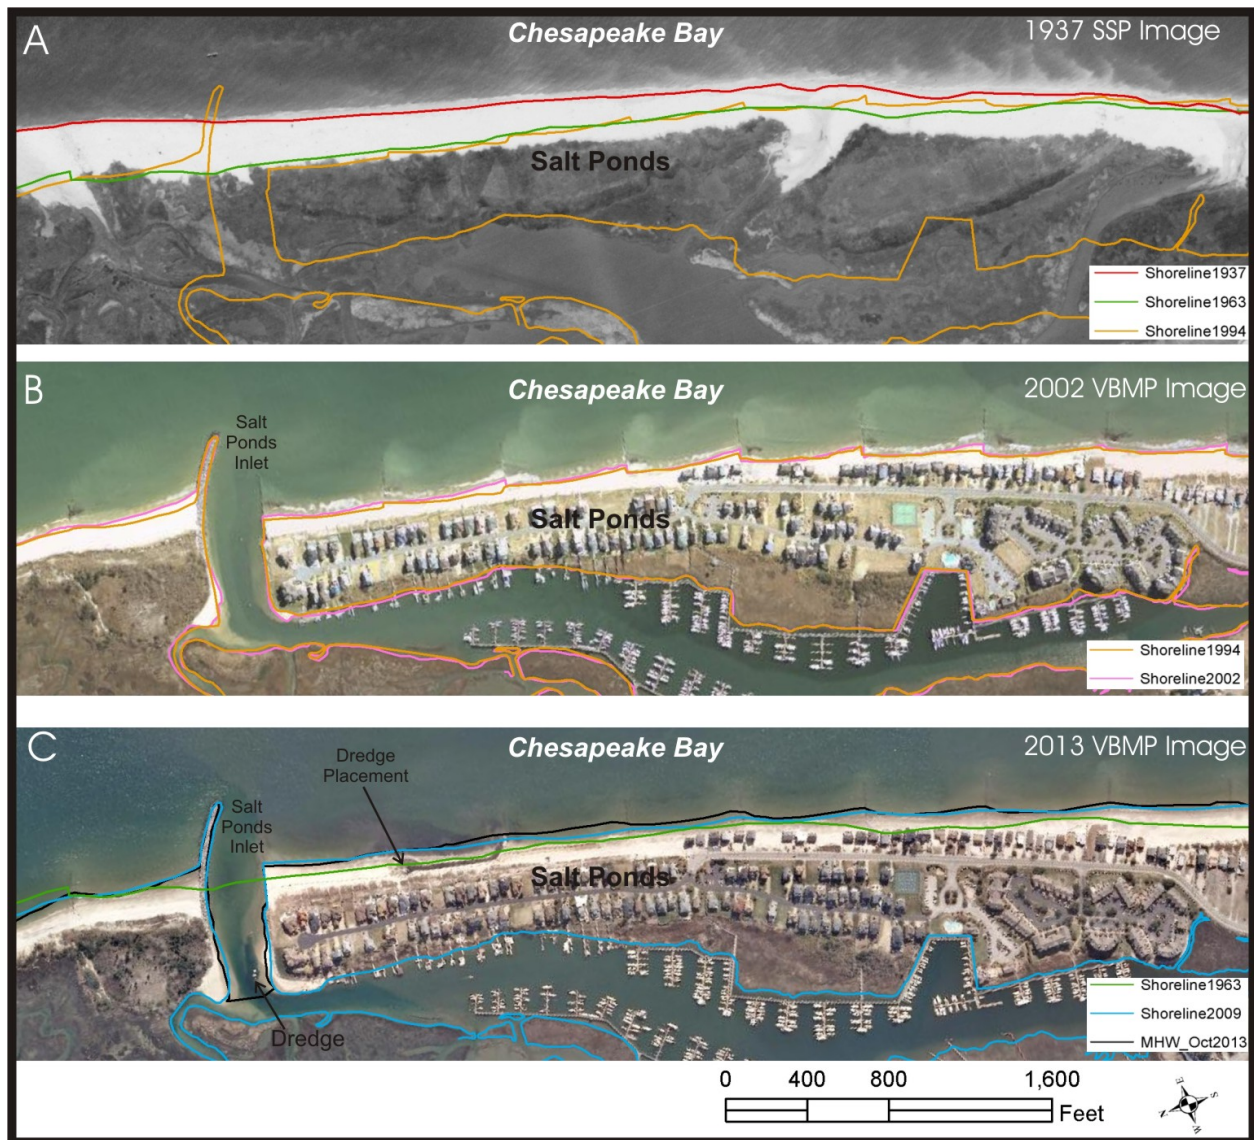 A
Chesapeake Bay
1937 SSP Image
Salt Ponds
Shoreline1937
Shoreline1963
Shoreline1994
B
Chesapeake Bay
2002 VBMP Image
Salt
Ponds
Inlet
Salt Ponds
Shoreline1994
Shoreline2002
C
Chesapeake Bay
2013 VBMP Image
Dredge
Placement
Salt
Ponds
Inlet
Salt Ponds
Dredge
Shoreline1963
Shoreline2009
MHW_Oct2013
0 400 800 1,600
Feet
N
E
S
W